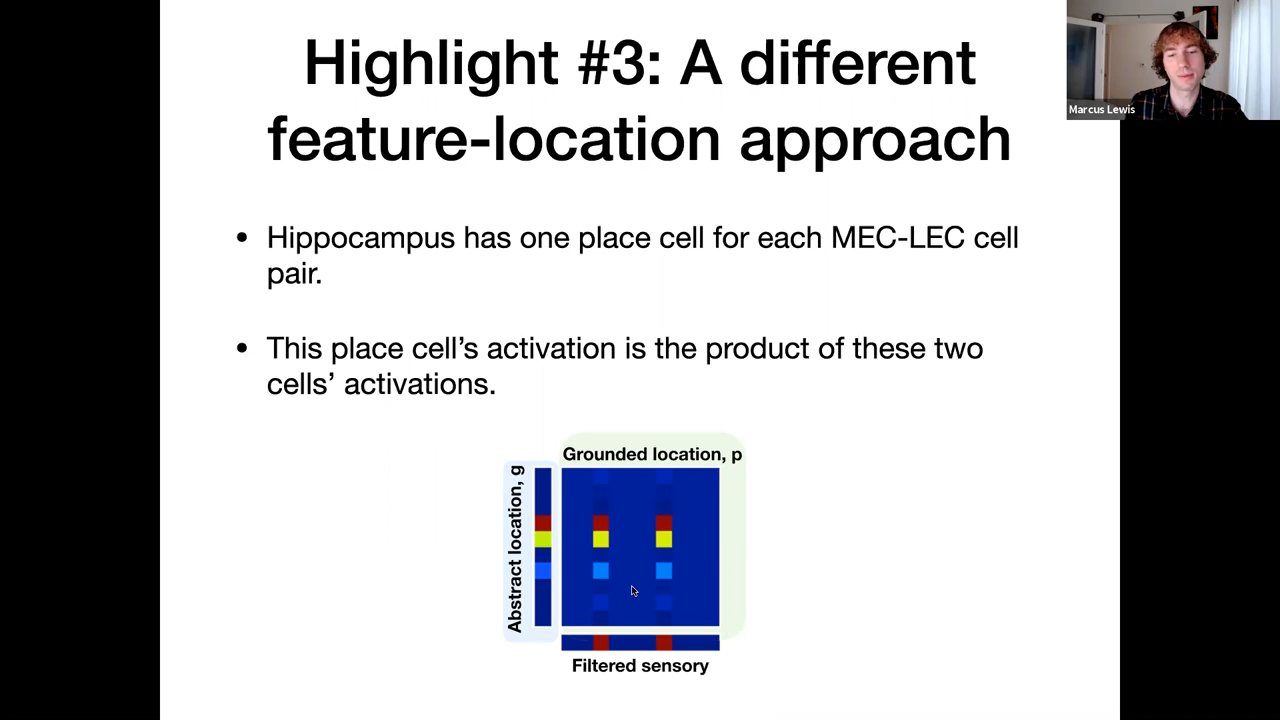 Highlight #3: A different
feature-location approach
Marcus Lewis
• Hippocampus has one place cell for each MEC-LEC cell
pair.
• This place cell’s activation is the product of these two
cells’ activations.
Grounded location, p
Abstract location, g
Filtered sensory